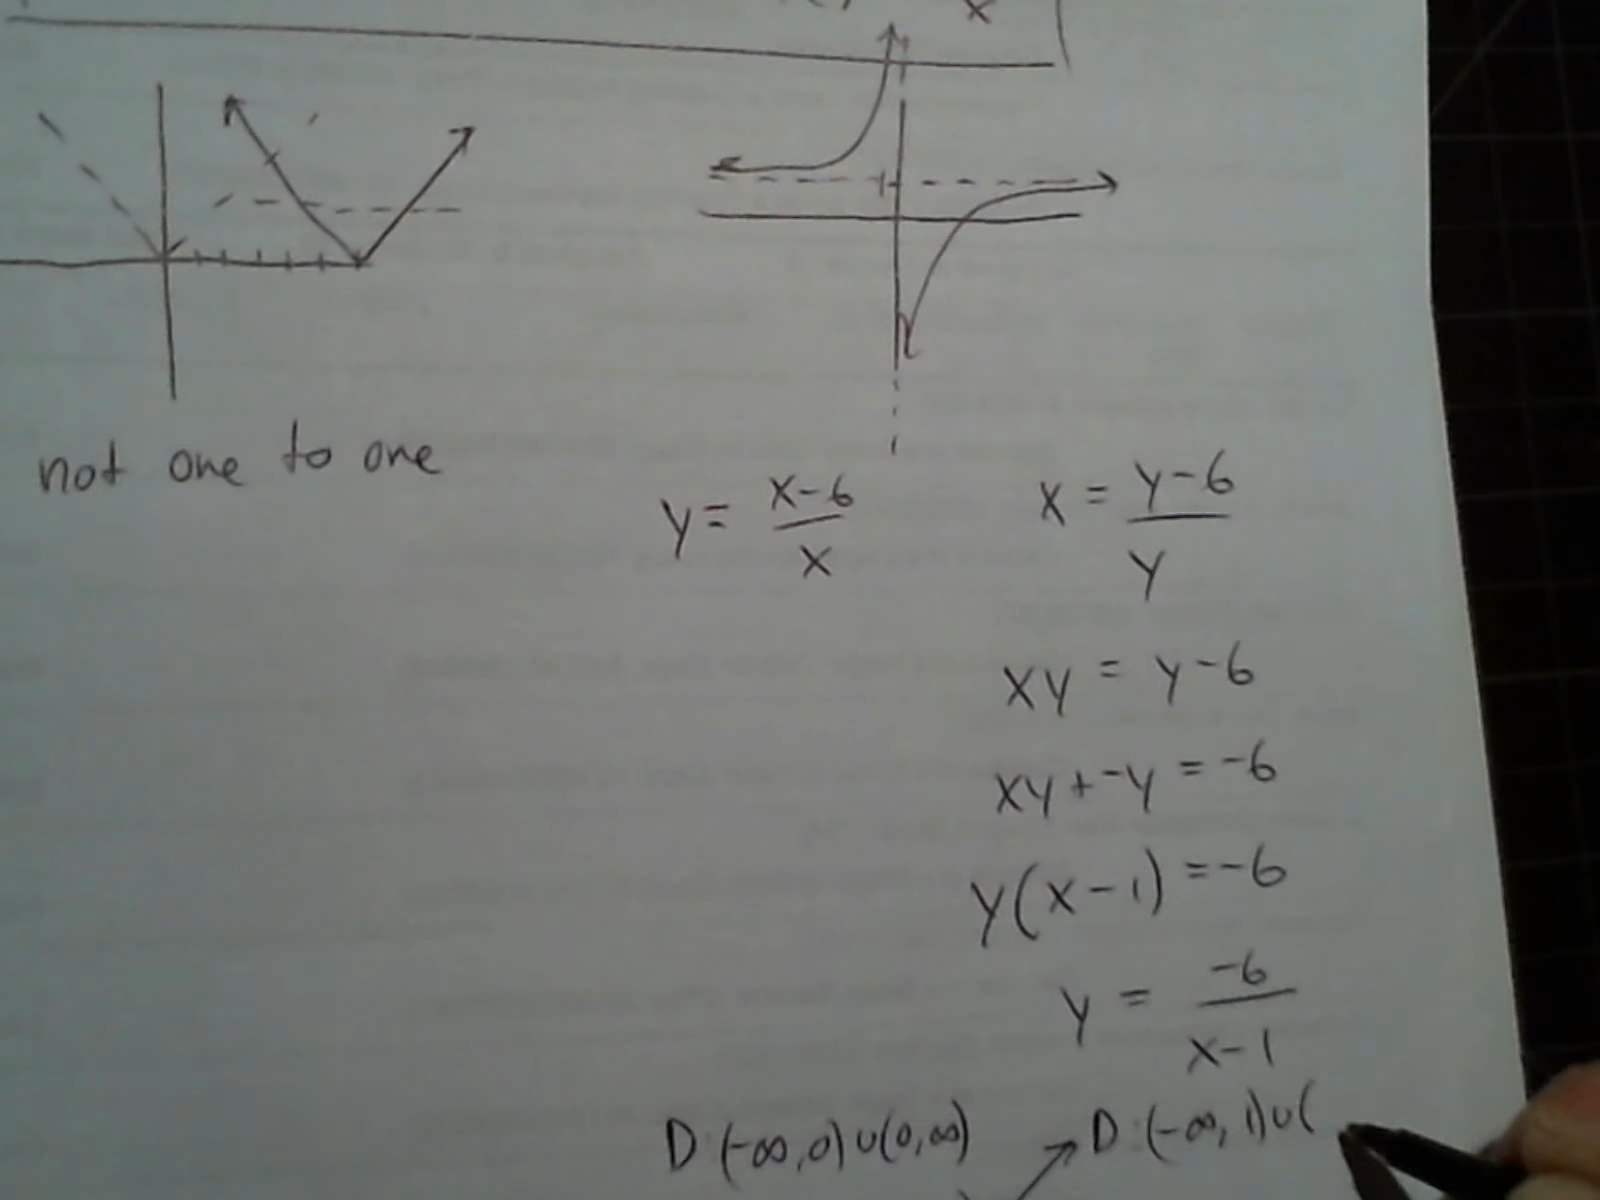 x
not one to one
y = x-6 / x
x = y-6 / y
xy = y-6
xy + -y = -6
y(x-1) = -6
y = -6 / x-1
D:(-∞,0)∪(0,∞)
D:(-∞,1)∪(